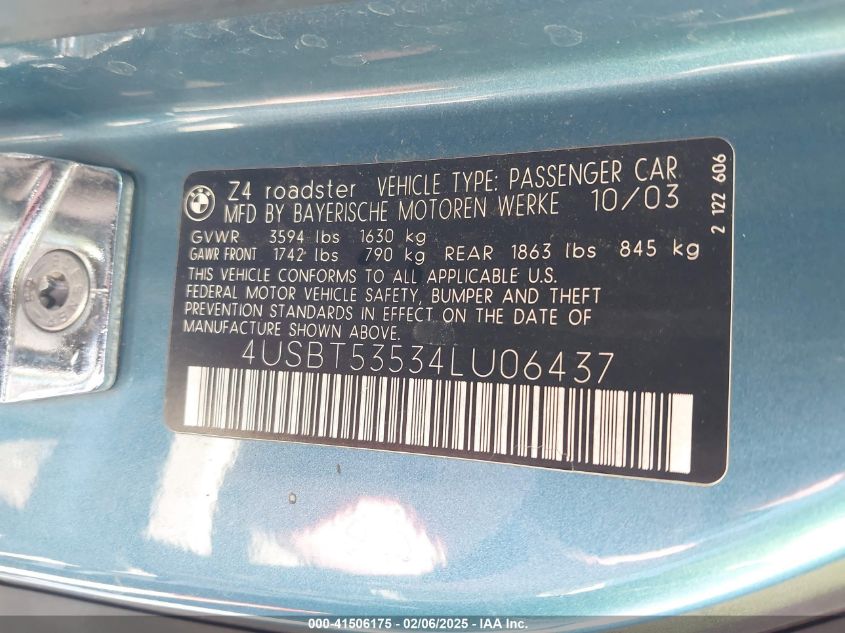 Z4 roadster VEHICLE TYPE: PASSENGER CAR
MFD BY BAYERISCHE MOTOREN WERKE 10/03
GVWR 3594 lbs 1630 kg
GAWR FRONT 1742 lbs 790 kg REAR 1863 lbs 845 kg
THIS VEHICLE CONFORMS TO ALL APPLICABLE U.S.
FEDERAL MOTOR VEHICLE SAFETY, BUMPER AND THEFT
PREVENTION STANDARDS IN EFFECT ON THE DATE OF
MANUFACTURE SHOWN ABOVE.
4USBT53534LU06437
2 122 606
000-41506175 - 02/06/2025 - IAA Inc.